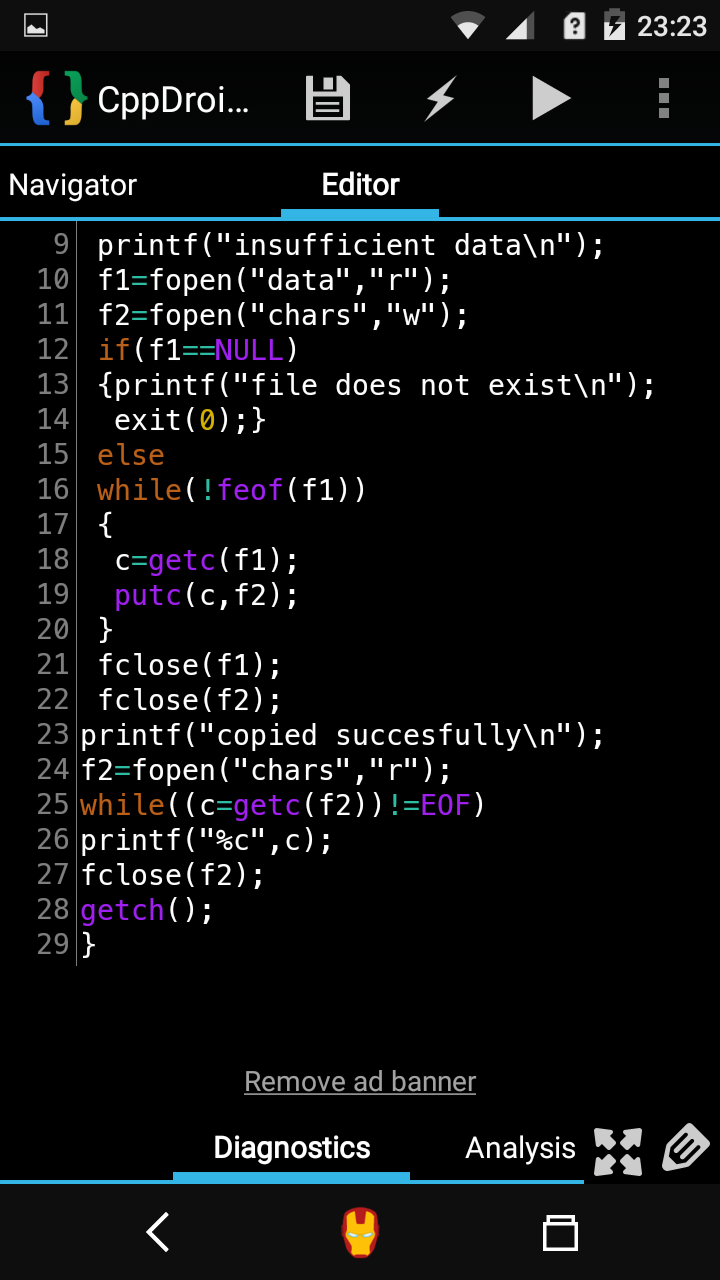 23:23
CppDroi...
Navigator Editor
9 printf("insufficient data\n");
10 f1=fopen("data","r");
11 f2=fopen("chars","w");
12 if(f1==NULL)
13 {printf("file does not exist\n");
14 exit(0);}
15 else
16 while(!feof(f1))
17 {
18 c=getc(f1);
19 putc(c,f2);
20 }
21 fclose(f1);
22 fclose(f2);
23 printf("copied succesfully\n");
24 f2=fopen("chars","r");
25 while((c=getc(f2))!=EOF)
26 printf("%c",c);
27 fclose(f2);
28 getch();
29 }
Remove ad banner
Diagnostics Analysis